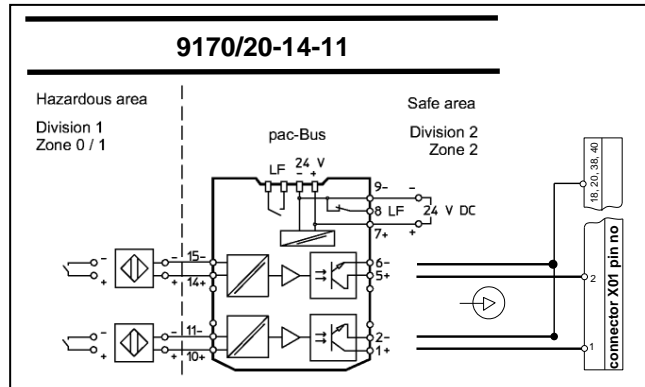 9170/20-14-11
Hazardous area
Division 1
Zone 0 / 1
Safe area
Division 2
Zone 2
pac-Bus
LF 24 V
- +
9- -
8 LF 24 V DC
7+ +
- - 15-
+ + 14+
6-
5+
- - 11-
+ + 10+
2-
1+
18, 20, 38, 40
2
1
connector X01 pin no